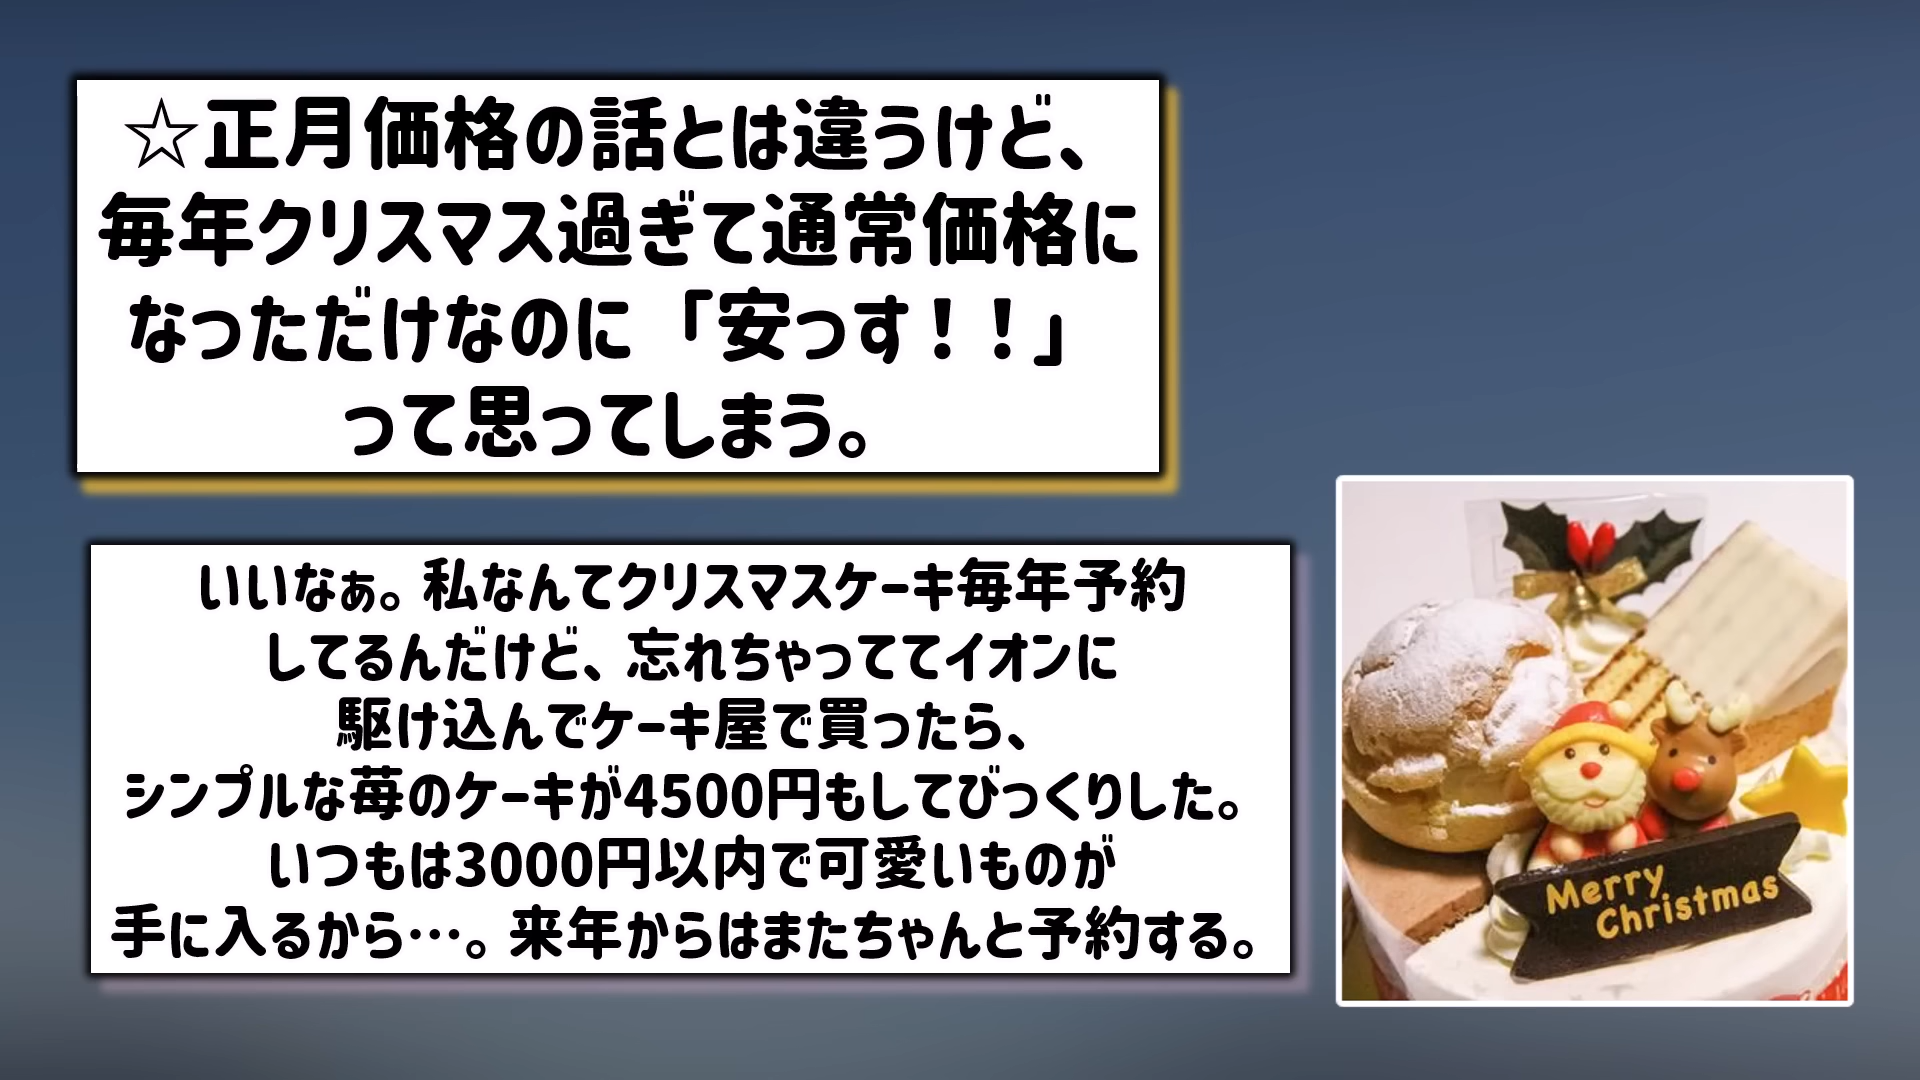 ☆正月価格の話とは違うけど、
毎年クリスマス過ぎて通常価格に
なっただけなのに「安っす！！」
って思ってしまう。
いいなぁ。私なんてクリスマスケーキ毎年予約
してるんだけど、忘れちゃっててイオンに
駆け込んでケーキ屋で買ったら、
シンプルな苺のケーキが4500円もしてびっくりした。
いつもは3000円以内で可愛いものが
手に入るから…。来年からはまたちゃんと予約する。
Merry
Christmas